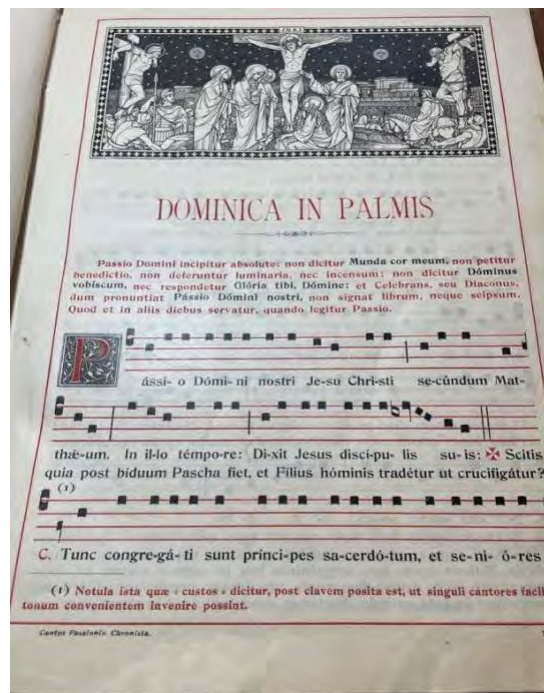 DOMINICA IN PALMIS
Passio Domini incipitur absolute: non dicitur Munda cor meum, non petitur
benedictio, non deferuntur luminaria, nec incensum: non dicitur Dóminus
vobiscum, nec respondetur Glória tibi, Dómine: et Celebrans, seu Diaconus,
dum pronuntiat Pássio Dómini nostri, non signat librum, neque seipsum.
Quod et in aliis diebus servatur, quando legitur Passio.
Pássi- o Dómi- ni nostri Je-su Chri-sti se-cúndum Mat-
thǽ-um. In il-lo témpo-re: Di-xit Jesus discí-pu- lis su-is: ✠ Scitis
quia post bíduum Pascha fiet, et Fílius hóminis tradétur ut crucifigátur?
(1)
C. Tunc congre-gá- ti sunt prínci-pes sa-cerdó-tum, et se-ni- ó-res
(1) Notula ista quæ « custos » dicitur, post clavem posita est, ut singuli cantores facili
tonum convenientem invenire possint.
Cantus Passionis. Chronista.